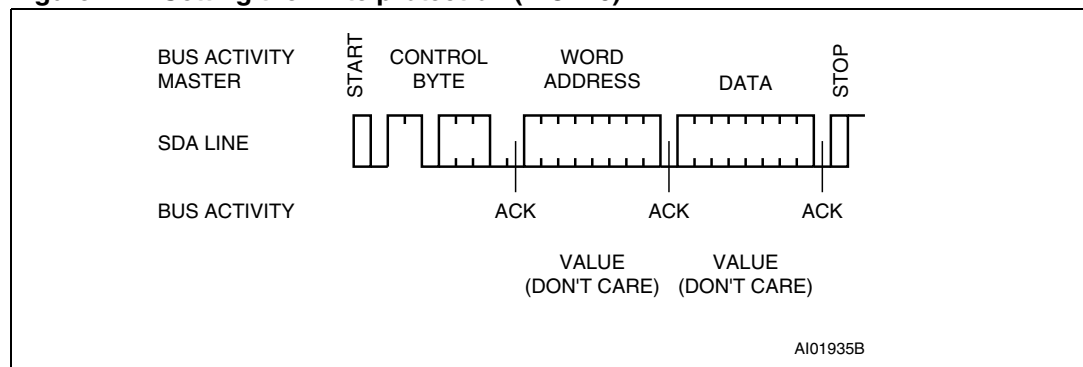 BUS ACTIVITY
MASTER
START
CONTROL
BYTE
WORD
ADDRESS
DATA
STOP
SDA LINE
BUS ACTIVITY
ACK
ACK
ACK
VALUE
(DON'T CARE)
VALUE
(DON'T CARE)
AI01935B